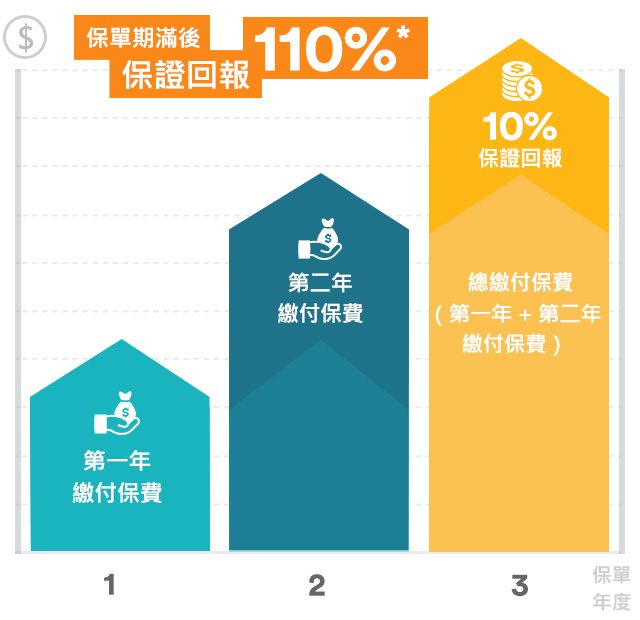 $
保單期滿後
保證回報
110%*
$
$
10%
保證回報
$
第二年
繳付保費
總繳付保費
( 第一年 + 第二年
繳付保費 )
$
第一年
繳付保費
1
2
3
保單
年度